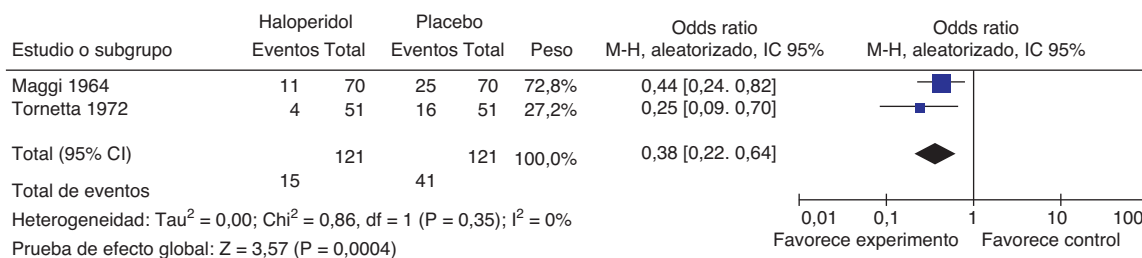 Haloperidol Placebo Odds ratio Odds ratio
Estudio o subgrupo Eventos Total Eventos Total Peso M-H, aleatorizado, IC 95% M-H, aleatorizado, IC 95%
Maggi 1964 11 70 25 70 72,8% 0,44 [0,24. 0,82]
Tornetta 1972 4 51 16 51 27,2% 0,25 [0,09. 0,70]
Total (95% CI) 121 121 100,0% 0,38 [0,22. 0,64]
Total de eventos 15 41
Heterogeneidad: Tau² = 0,00; Chi² = 0,86, df = 1 (P = 0,35); I² = 0%
Prueba de efecto global: Z = 3,57 (P = 0,0004)
0,01 0,1 1 10 100
Favorece experimento Favorece control